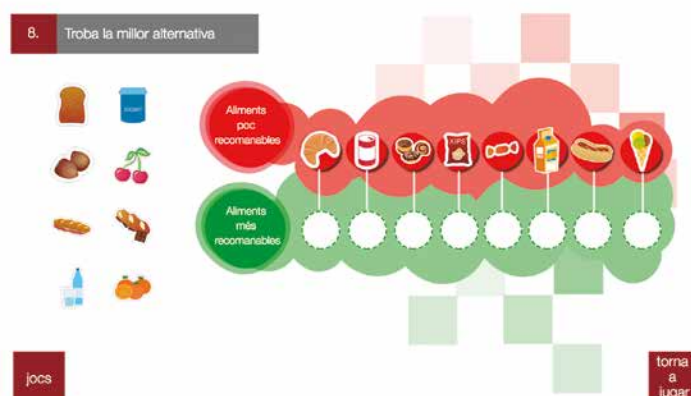 8. Troba la millor alternativa
Aliments
poc
recomanables
Aliments
més
recomanables
jocs
torna
a
jugar